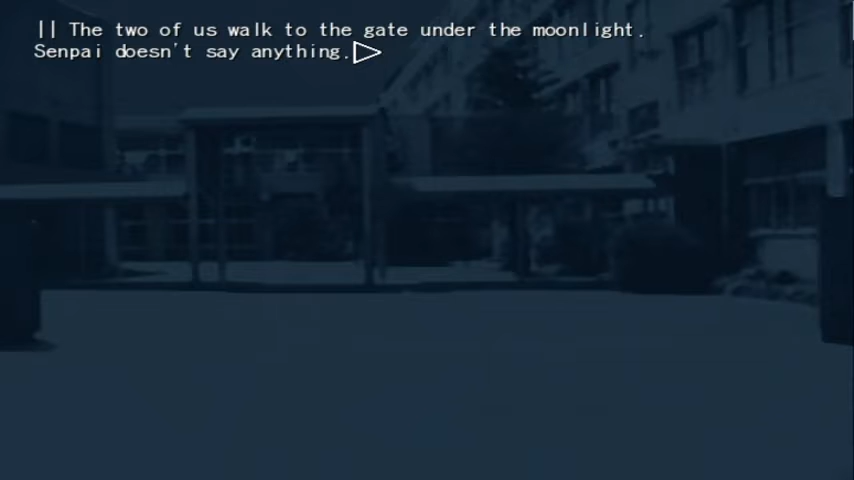 || The two of us walk to the gate under the moonlight.
Senpai doesn't say anything.